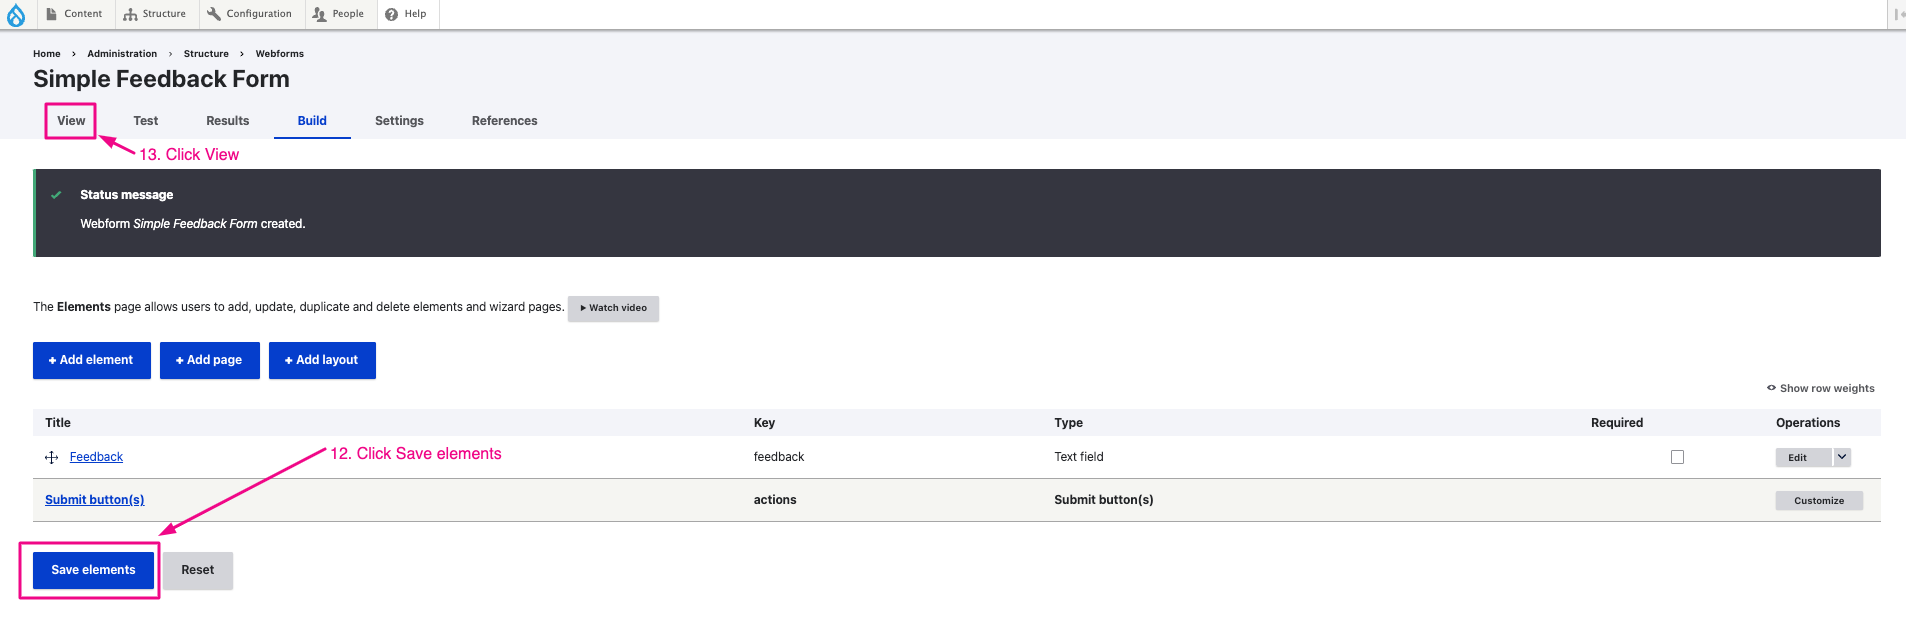 Content Structure Configuration People Help
Home › Administration › Structure › Webforms
Simple Feedback Form
View Test Results Build Settings References
13. Click View
Status message
Webform Simple Feedback Form created.
The Elements page allows users to add, update, duplicate and delete elements and wizard pages. Watch video
+ Add element + Add page + Add layout
Show row weights
Title Key Type Required Operations
12. Click Save elements
Feedback feedback Text field Edit
Submit button(s) actions Submit button(s) Customize
Save elements Reset